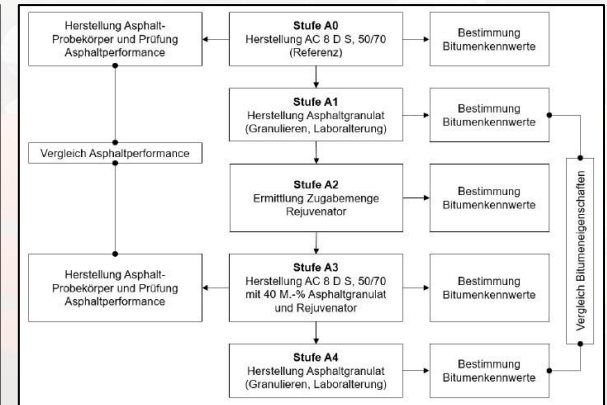 Herstellung Asphalt-
Probekörper und Prüfung
Asphaltperformance
Stufe A0
Herstellung AC 8 D S, 50/70
(Referenz)
Bestimmung
Bitumenkennwerte
Stufe A1
Herstellung Asphaltgranulat
(Granulieren, Laboralterung)
Bestimmung
Bitumenkennwerte
Vergleich Asphaltperformance
Stufe A2
Ermittlung Zugabemenge
Rejuvenator
Bestimmung
Bitumenkennwerte
Vergleich Bitumeneigenschaften
Herstellung Asphalt-
Probekörper und Prüfung
Asphaltperformance
Stufe A3
Herstellung AC 8 D S, 50/70
mit 40 M.-% Asphaltgranulat
und Rejuvenator
Bestimmung
Bitumenkennwerte
Stufe A4
Herstellung Asphaltgranulat
(Granulieren, Laboralterung)
Bestimmung
Bitumenkennwerte